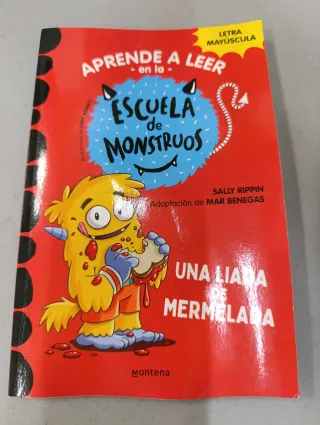 LETRA
MAYÚSCULA
APRENDE A LEER
- en la -
ESCUELA
de
MONSTRUOS
SALLY RIPPIN
Adaptación de MAR BENEGAS
UNA LIADA
DE
MERMELADA
montena